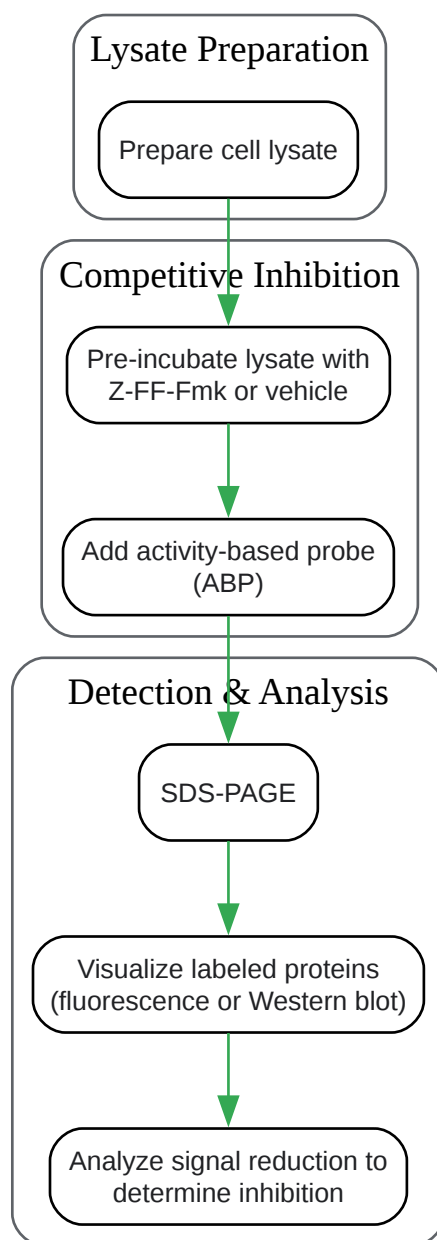 Lysate Preparation
Prepare cell lysate
Competitive Inhibition
Pre-incubate lysate with
Z-FF-Fmk or vehicle
Add activity-based probe
(ABP)
Detection & Analysis
SDS-PAGE
Visualize labeled proteins
(fluorescence or Western blot)
Analyze signal reduction to
determine inhibition